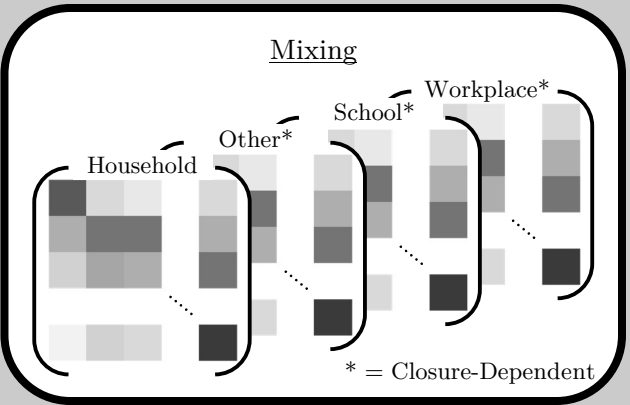 Mixing
Workplace*
School*
Other*
Household
* = Closure-Dependent